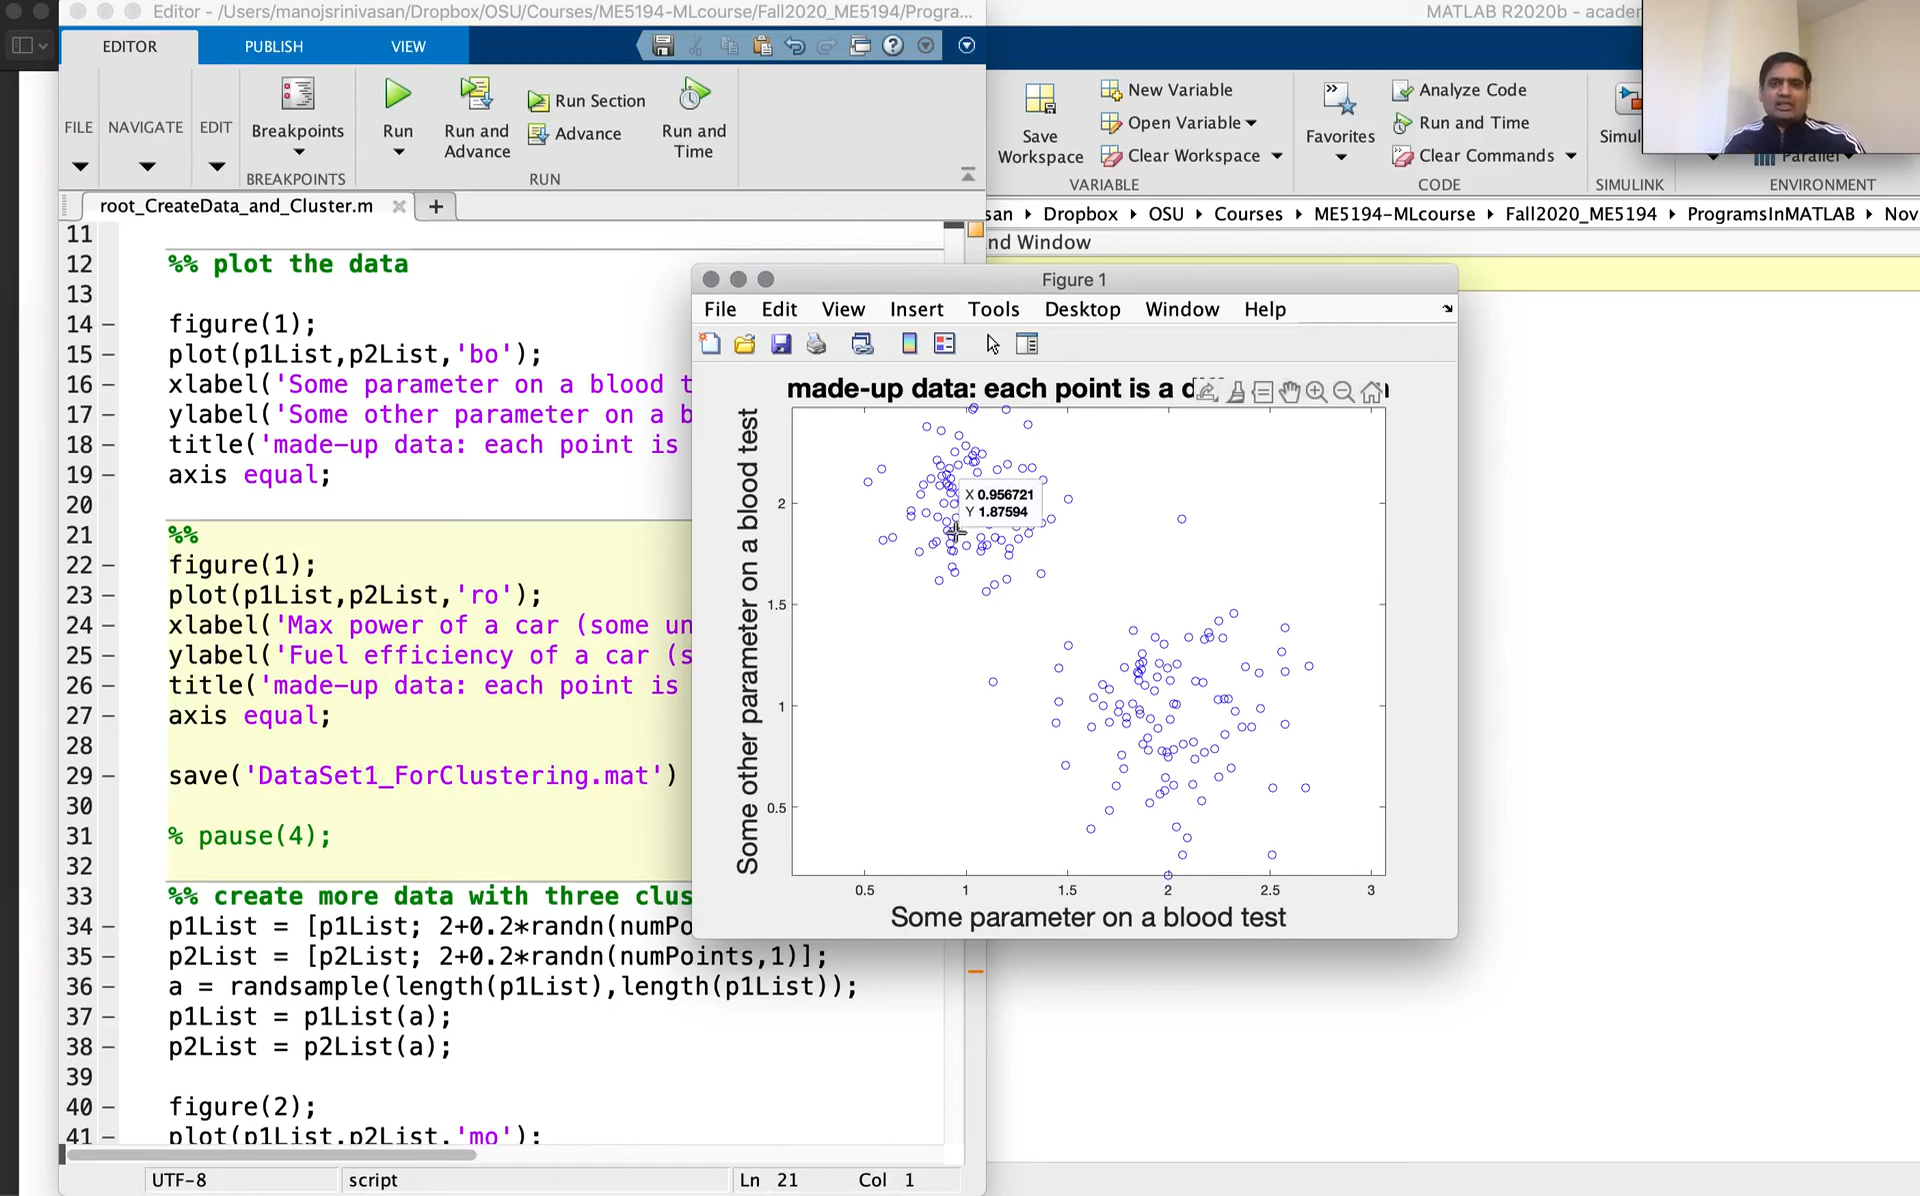 Editor - /Users/manojsrinivasan/Dropbox/OSU/Courses/ME5194-MLcourse/Fall2020_ME5194/Progra...
MATLAB R2020b - acader
EDITOR
PUBLISH
VIEW
FILE
NAVIGATE
EDIT
Breakpoints
Run
Run and Advance
Run Section
Advance
Run and Time
BREAKPOINTS
RUN
Save Workspace
New Variable
Open Variable
Clear Workspace
VARIABLE
Favorites
Analyze Code
Run and Time
Clear Commands
CODE
Simu
SIMULINK
Parallel
ENVIRONMENT
root_CreateData_and_Cluster.m
san ▸ Dropbox ▸ OSU ▸ Courses ▸ ME5194-MLcourse ▸ Fall2020_ME5194 ▸ ProgramsInMATLAB ▸ Nov
nd Window
11
12 %% plot the data
13
14 – figure(1);
15 – plot(p1List,p2List,'bo');
16 – xlabel('Some parameter on a blood t
17 – ylabel('Some other parameter on a b
18 – title('made-up data: each point is
19 – axis equal;
20
21 %%
22 – figure(1);
23 – plot(p1List,p2List,'ro');
24 – xlabel('Max power of a car (some un
25 – ylabel('Fuel efficiency of a car (s
26 – title('made-up data: each point is
27 – axis equal;
28
29 – save('DataSet1_ForClustering.mat')
30
31 % pause(4);
32
33 %% create more data with three clus
34 – p1List = [p1List; 2+0.2*randn(numPo
35 – p2List = [p2List; 2+0.2*randn(numPoints,1)];
36 – a = randsample(length(p1List),length(p1List));
37 – p1List = p1List(a);
38 – p2List = p2List(a);
39
40 – figure(2);
41 – plot(p1List,p2List,'mo');
UTF-8
script
Ln 21 Col 1
Figure 1
File Edit View Insert Tools Desktop Window Help
made-up data: each point is a d
Some other parameter on a blood test
X 0.956721
Y 1.87594
2
1.5
1
0.5
0.5 1 1.5 2 2.5 3
Some parameter on a blood test